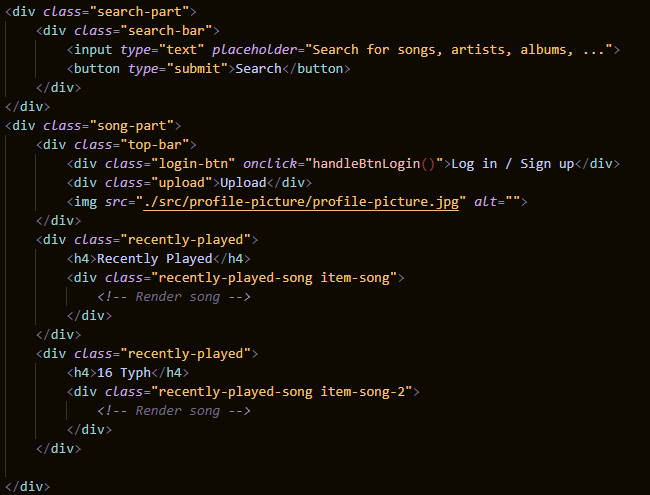 <div class="search-part">
    <div class="search-bar">
        <input type="text" placeholder="Search for songs, artists, albums, ...">
        <button type="submit">Search</button>
    </div>
</div>
<div class="song-part">
    <div class="top-bar">
        <div class="login-btn" onclick="handleBtnLogin()">Log in / Sign up</div>
        <div class="upload">Upload</div>
        <img src="./src/profile-picture/profile-picture.jpg" alt="">
    </div>
    <div class="recently-played">
        <h4>Recently Played</h4>
        <div class="recently-played-song item-song">
            <!-- Render song -->
        </div>
    </div>
    <div class="recently-played">
        <h4>16 Typh</h4>
        <div class="recently-played-song item-song-2">
            <!-- Render song -->
        </div>
    </div>

</div>